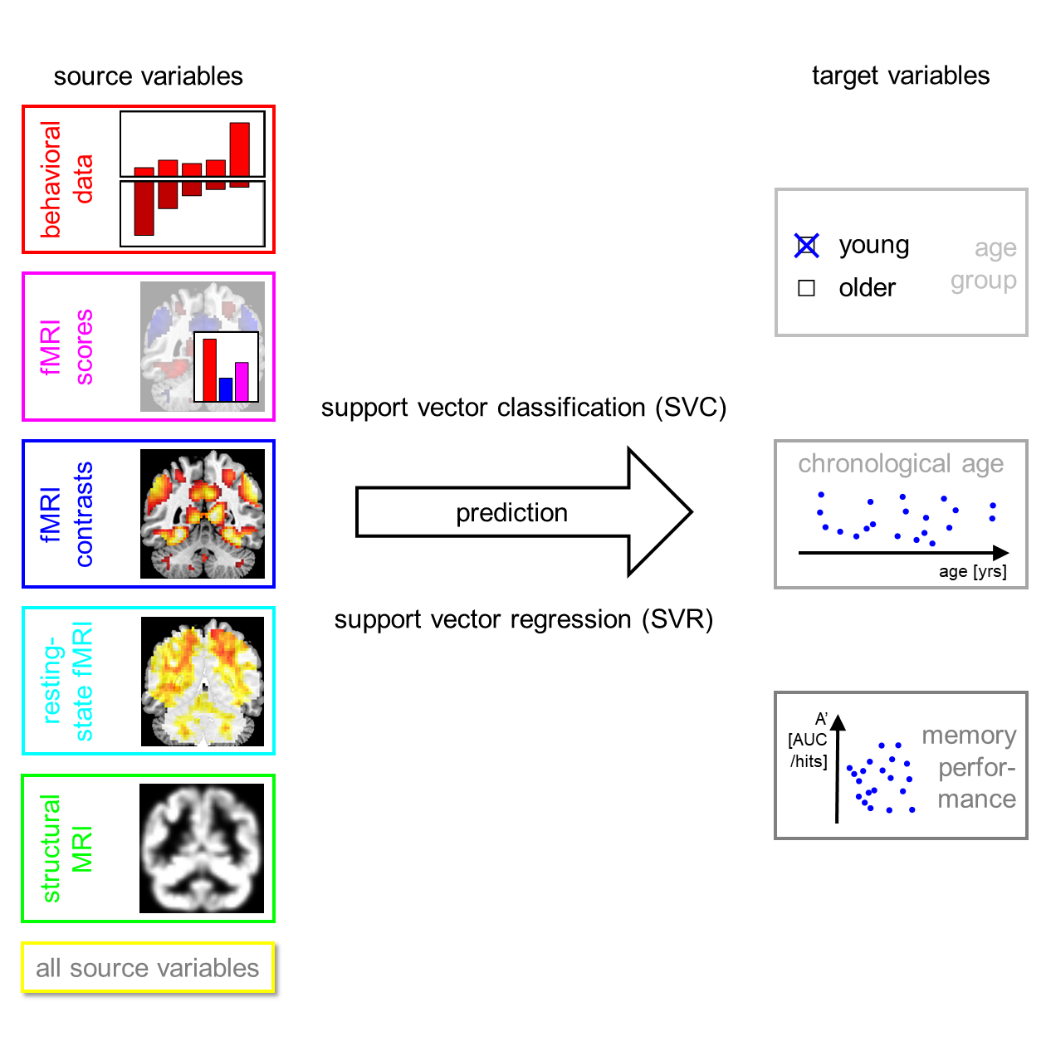 source variables
behavioral
data
fMRI
scores
fMRI
contrasts
resting-
state fMRI
structural
MRI
all source variables
support vector classification (SVC)
prediction
support vector regression (SVR)
target variables
young
older
age
group
chronological age
age [yrs]
A'
[AUC
/hits]
memory
perfor-
mance